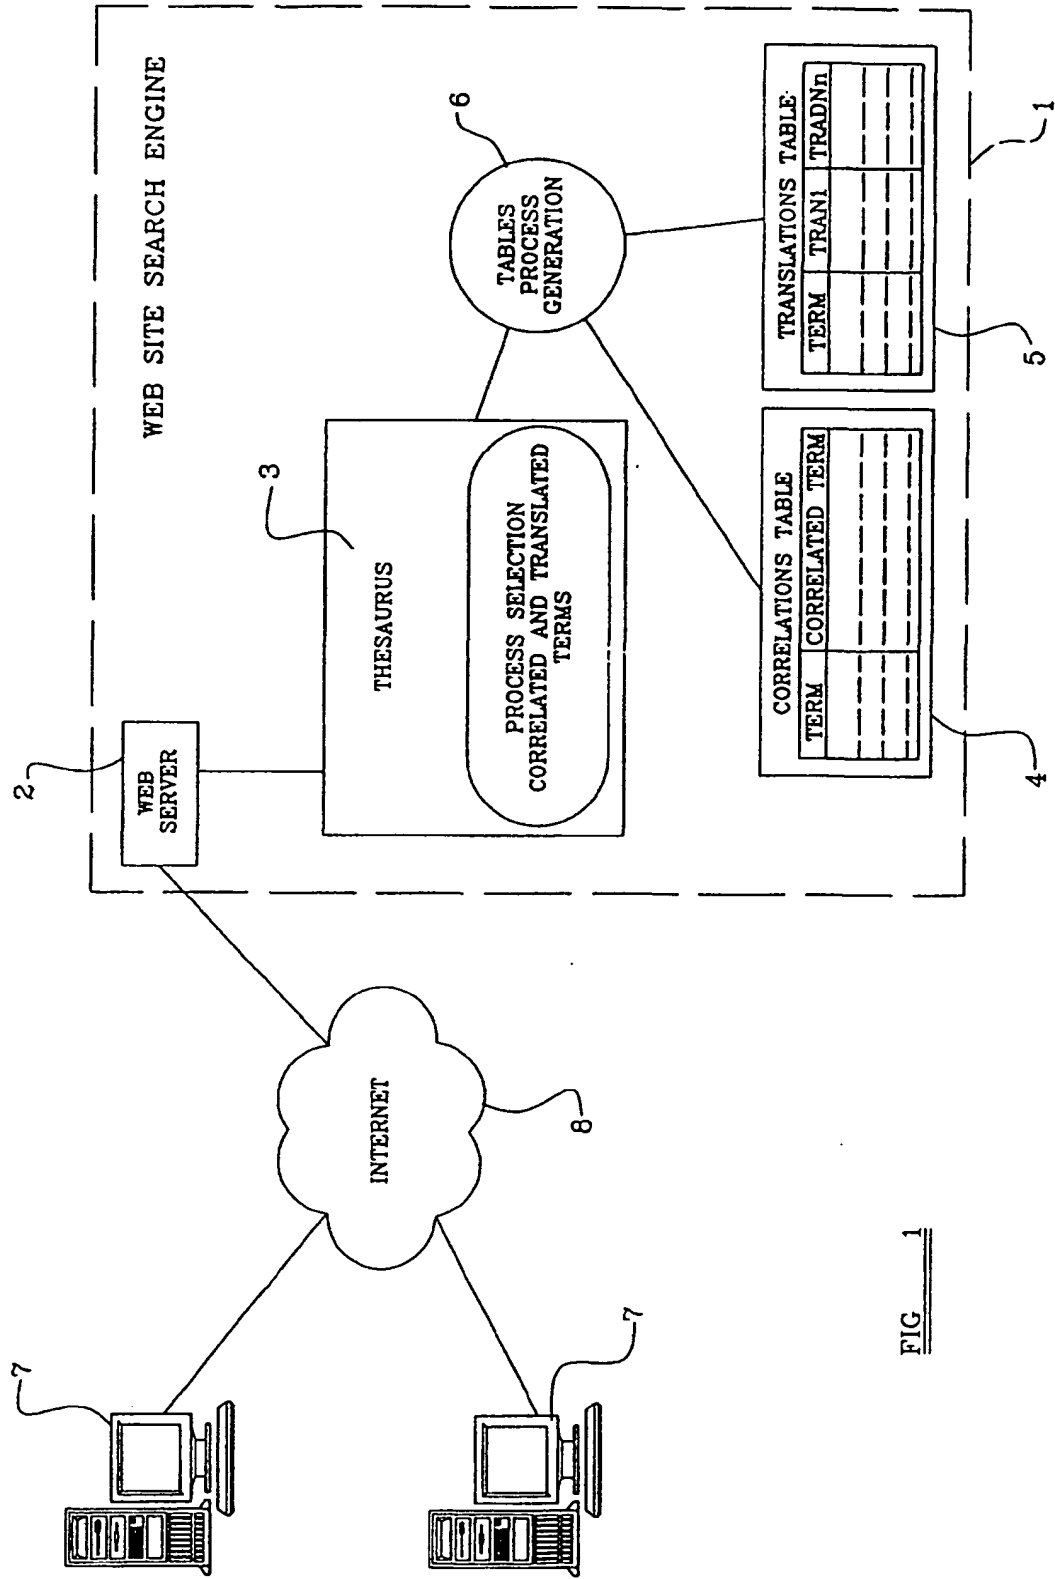 WEB SITE SEARCH ENGINE
7
2
WEB
SERVER
3
THESAURUS
PROCESS SELECTION
CORRELATED AND TRANSLATED
TERMS
6
TABLES
PROCESS
GENERATION
INTERNET
8
7
CORRELATIONS TABLE
TERM CORRELATED TERM
4
TRANSLATIONS TABLE
TERM TRAN1 TRADNn
5
1
FIG 1